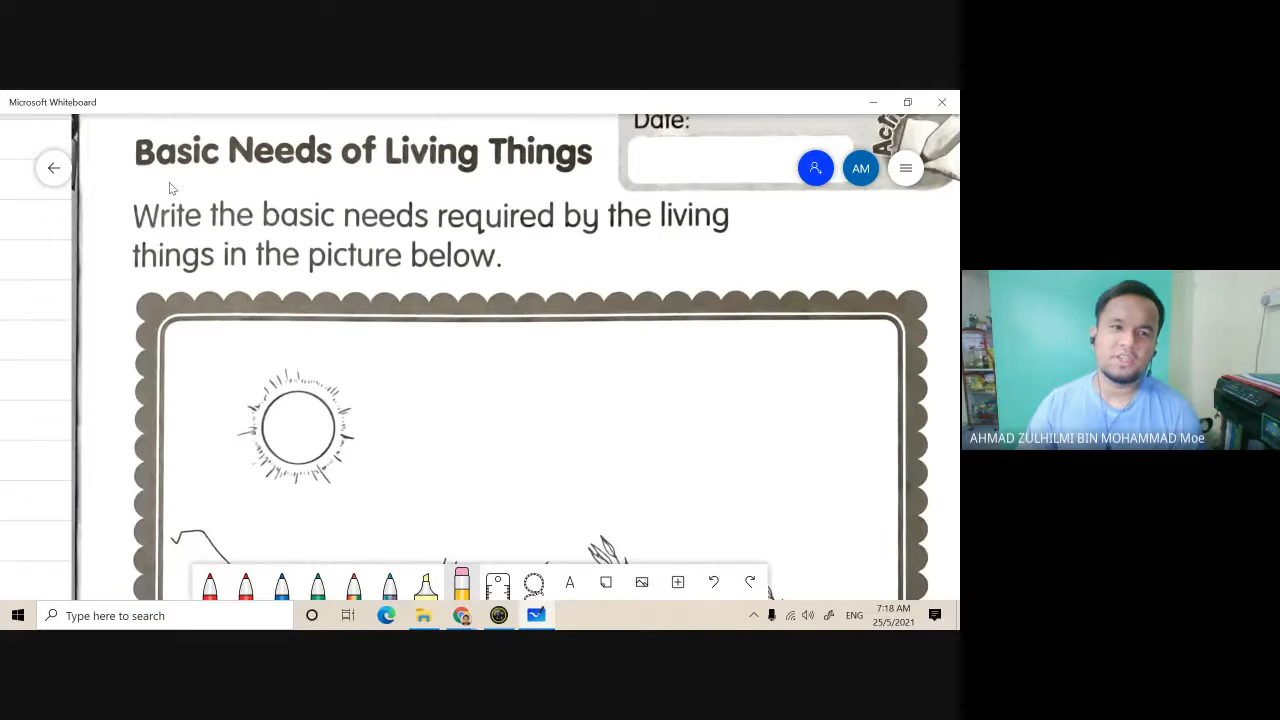 Microsoft Whiteboard
Date:
Acti
Basic Needs of Living Things
AM
Write the basic needs required by the living
things in the picture below.
AHMAD ZULHILMI BIN MOHAMMAD Moe
A
Type here to search
ENG
7:18 AM
25/5/2021